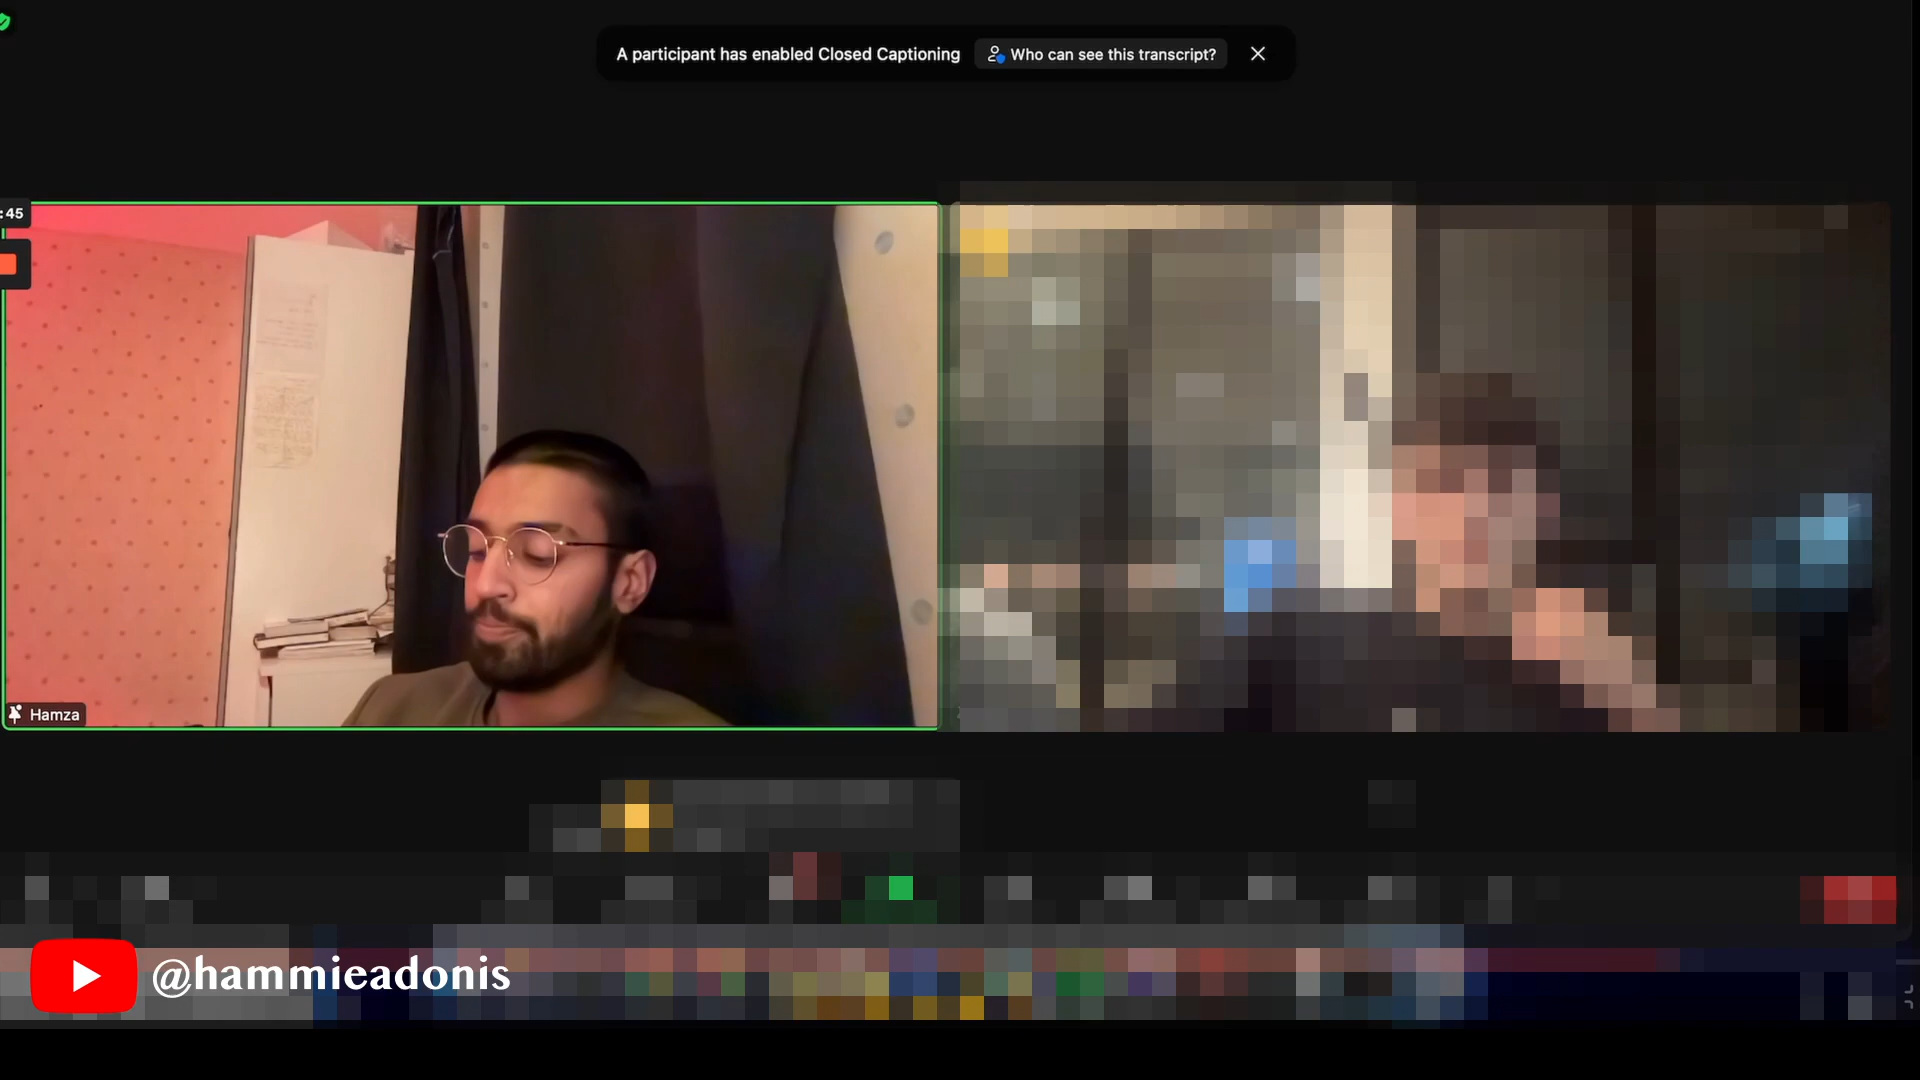 A participant has enabled Closed Captioning
Who can see this transcript?
:45
Hamza
@hammieadonis